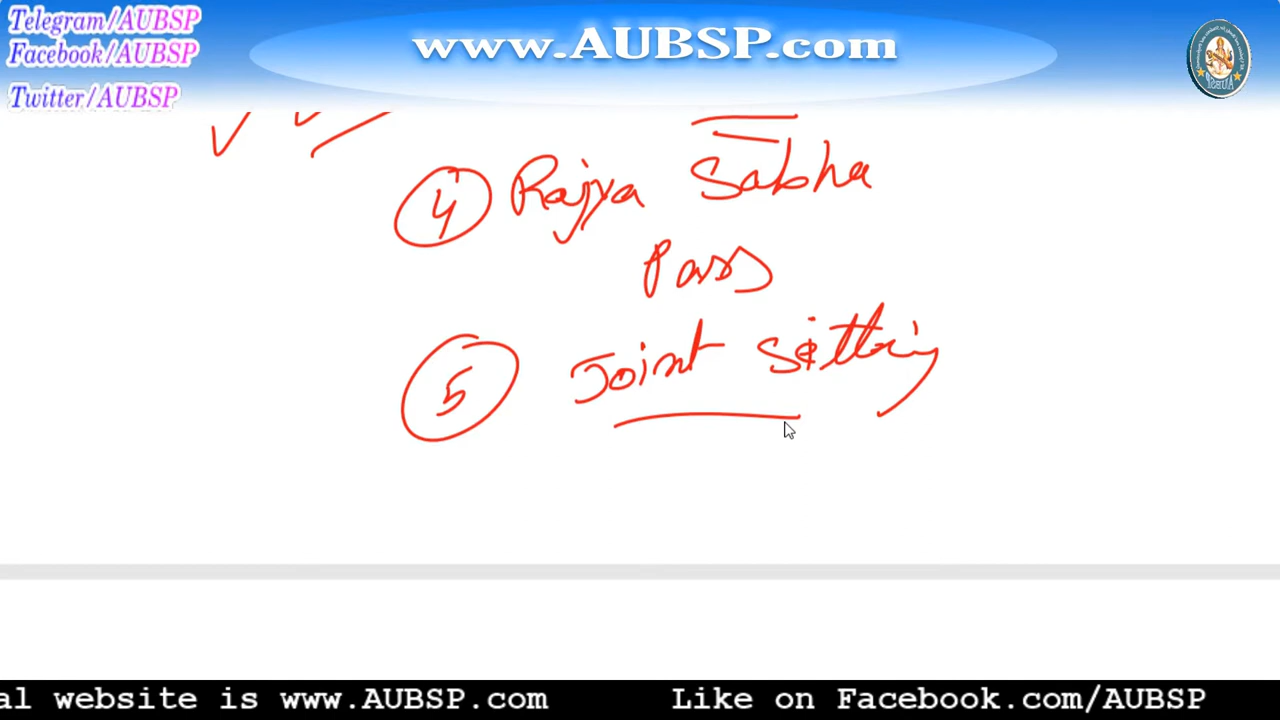 Telegram/AUBSP
Facebook/AUBSP
Twitter/AUBSP
www.AUBSP.com
4 Rajya Sabha
Pass
5 Joint Sitting
al website is www.AUBSP.com Like on Facebook.com/AUBSP